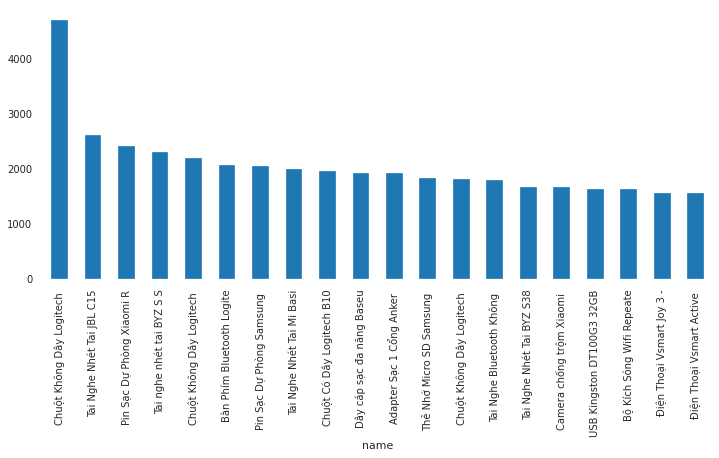 4000
3000
2000
1000
0
Chuột Không Dây Logitech
Tai Nghe Nhét Tai JBL C15
Pin Sạc Dự Phòng Xiaomi R
Tai nghe nhét tai BYZ S S
Chuột Không Dây Logitech
Bàn Phím Bluetooth Logite
Pin Sạc Dự Phòng Samsung
Tai Nghe Nhét Tai Mi Basi
Chuột Có Dây Logitech B10
Dây cáp sạc đa năng Baseu
Adapter Sạc 1 Cổng Anker
Thẻ Nhớ Micro SD Samsung
Chuột Không Dây Logitech
Tai Nghe Bluetooth Không
Tai Nghe Nhét Tai BYZ S38
Camera chống trộm Xiaomi
USB Kingston DT100G3 32GB
Bộ Kích Sóng Wifi Repeate
Điện Thoại Vsmart Joy 3 -
Điện Thoại Vsmart Active
name